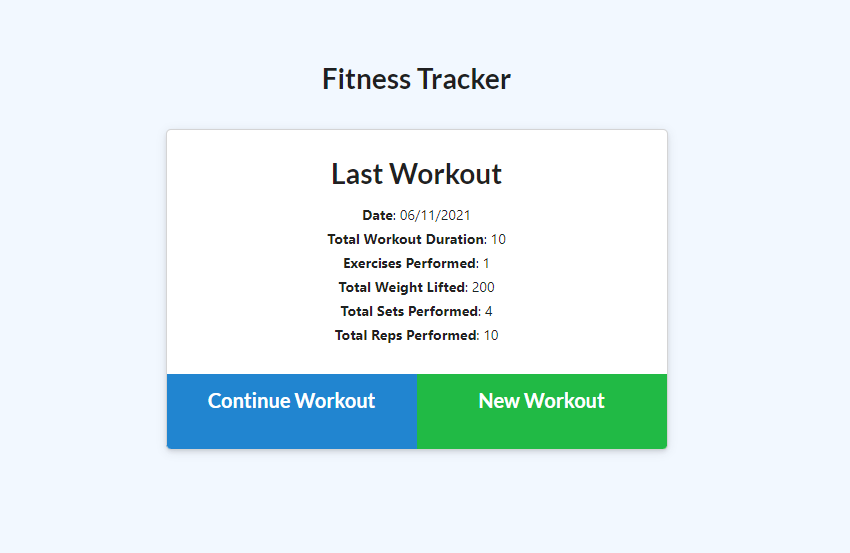 Fitness Tracker
Last Workout
Date: 06/11/2021
Total Workout Duration: 10
Exercises Performed: 1
Total Weight Lifted: 200
Total Sets Performed: 4
Total Reps Performed: 10
Continue Workout
New Workout